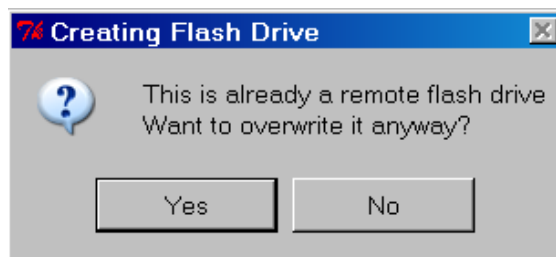 Creating Flash Drive
This is already a remote flash drive
Want to overwrite it anyway?
Yes
No